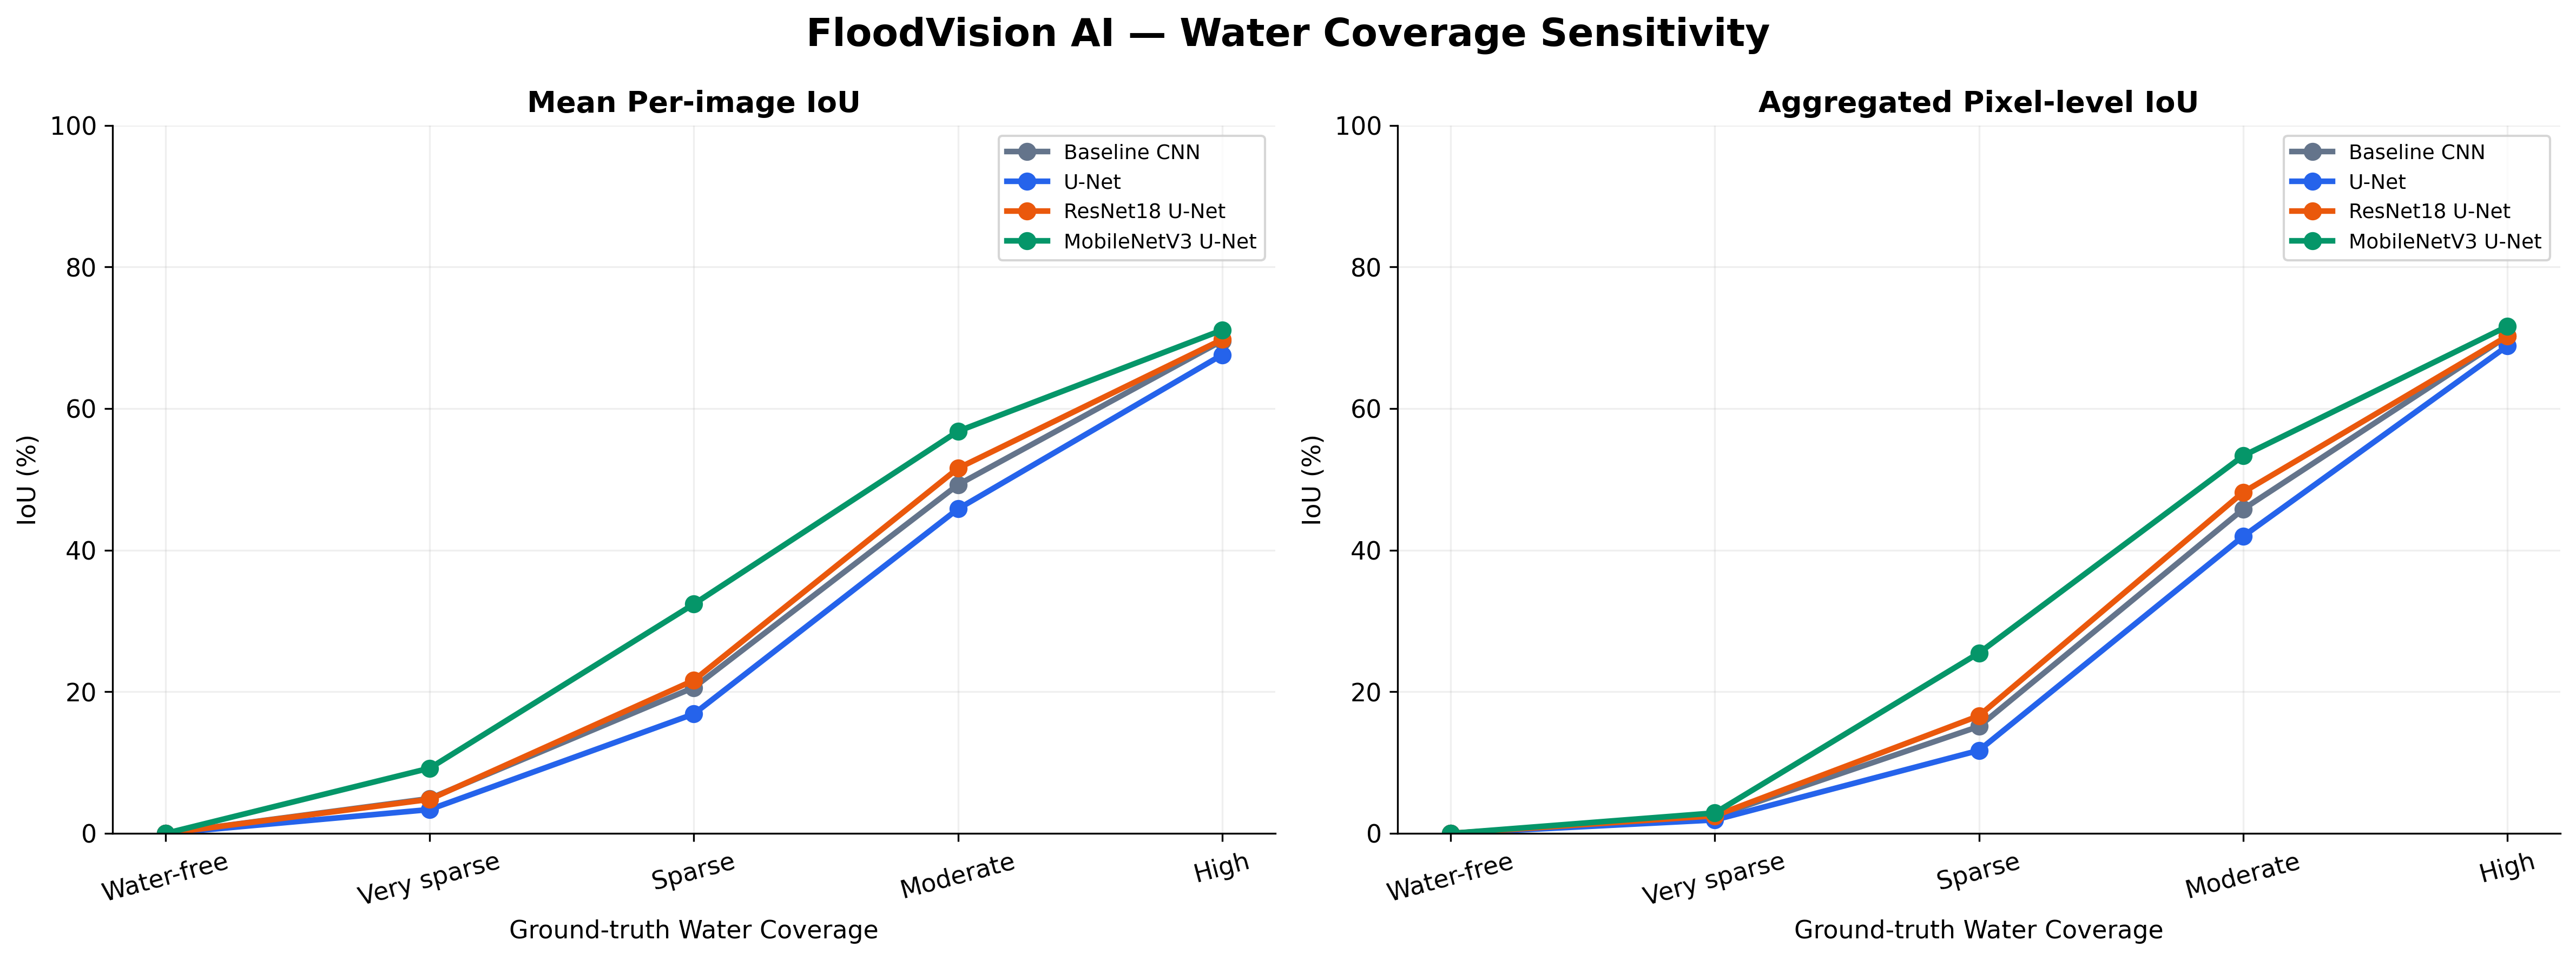 FloodVision AI — Water Coverage Sensitivity
Mean Per-image IoU
100
80
60
40
20
0
IoU (%)
Baseline CNN
U-Net
ResNet18 U-Net
MobileNetV3 U-Net
Water-free
Very sparse
Sparse
Moderate
High
Ground-truth Water Coverage
Aggregated Pixel-level IoU
100
80
60
40
20
0
IoU (%)
Baseline CNN
U-Net
ResNet18 U-Net
MobileNetV3 U-Net
Water-free
Very sparse
Sparse
Moderate
High
Ground-truth Water Coverage